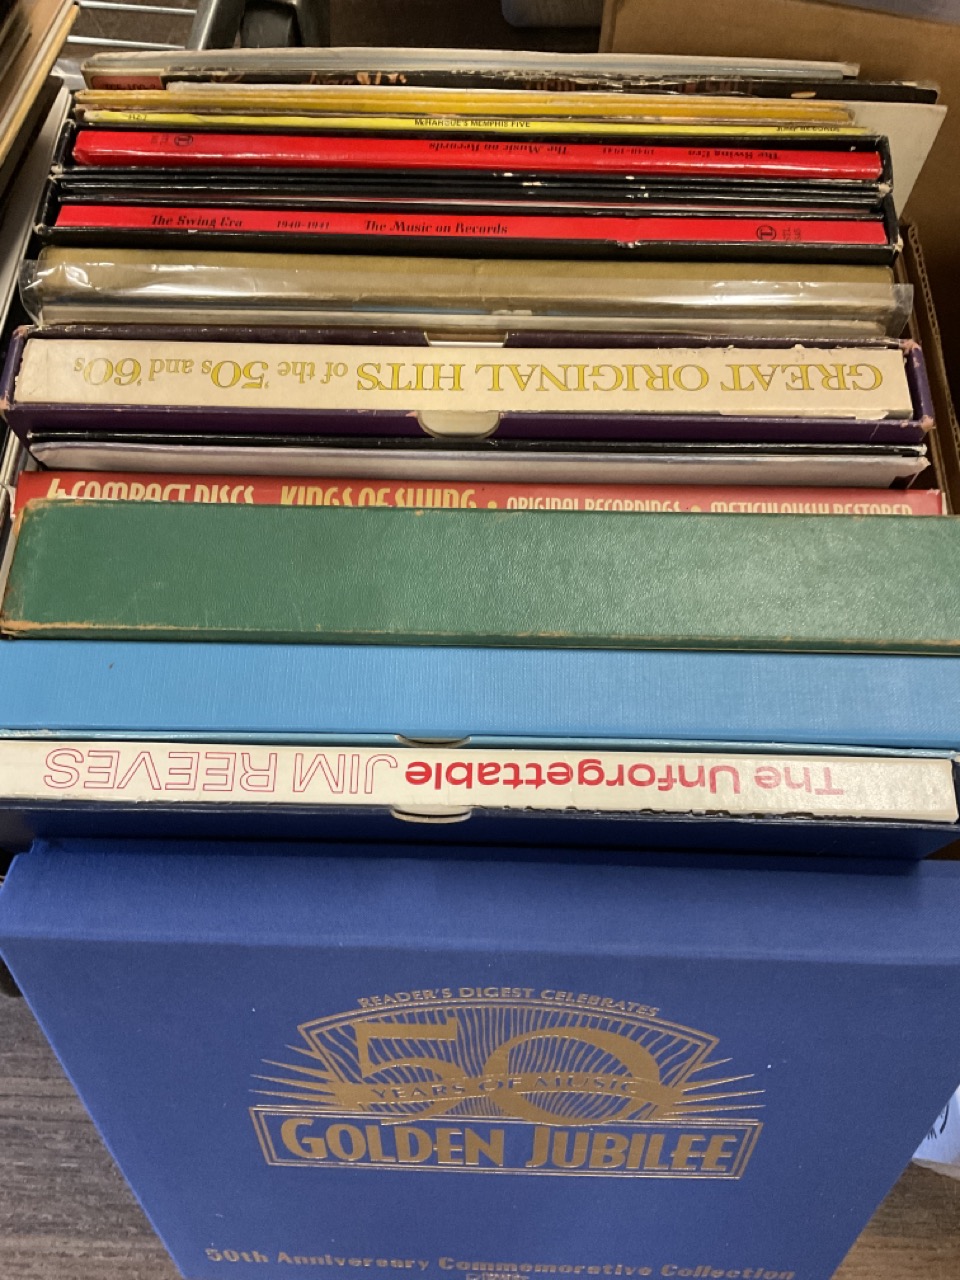 McHARGUE'S MEMPHIS FIVE
The Swing Era 1940-1941 The Music on Records
The Swing Era 1940-1941 The Music on Records
GREAT ORIGINAL HITS of the '50s and '60s
4 COMPACT DISCS KINGS OF SWING • ORIGINAL RECORDINGS • METICULOUSLY RESTORED
The Unforgettable JIM REEVES
READER'S DIGEST CELEBRATES
50
YEARS OF MUSIC
GOLDEN JUBILEE
50th Anniversary Commemorative Collection